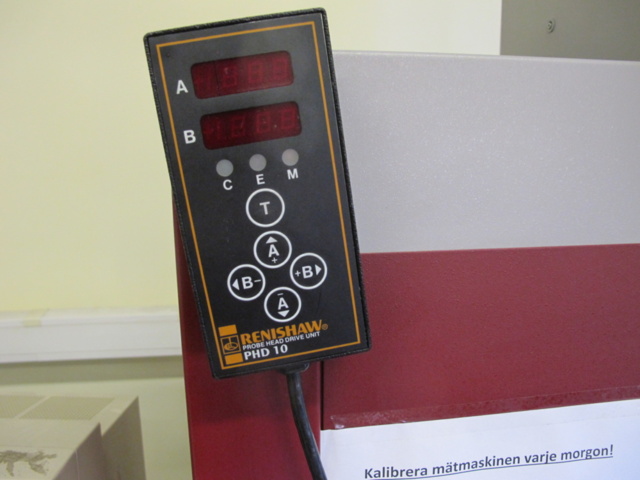 A
B
C E M
T
A +
B- +B
- A
RENISHAW®
PROBE HEAD DRIVE UNIT
PHD 10
Kalibrera mätmaskinen varje morgon!